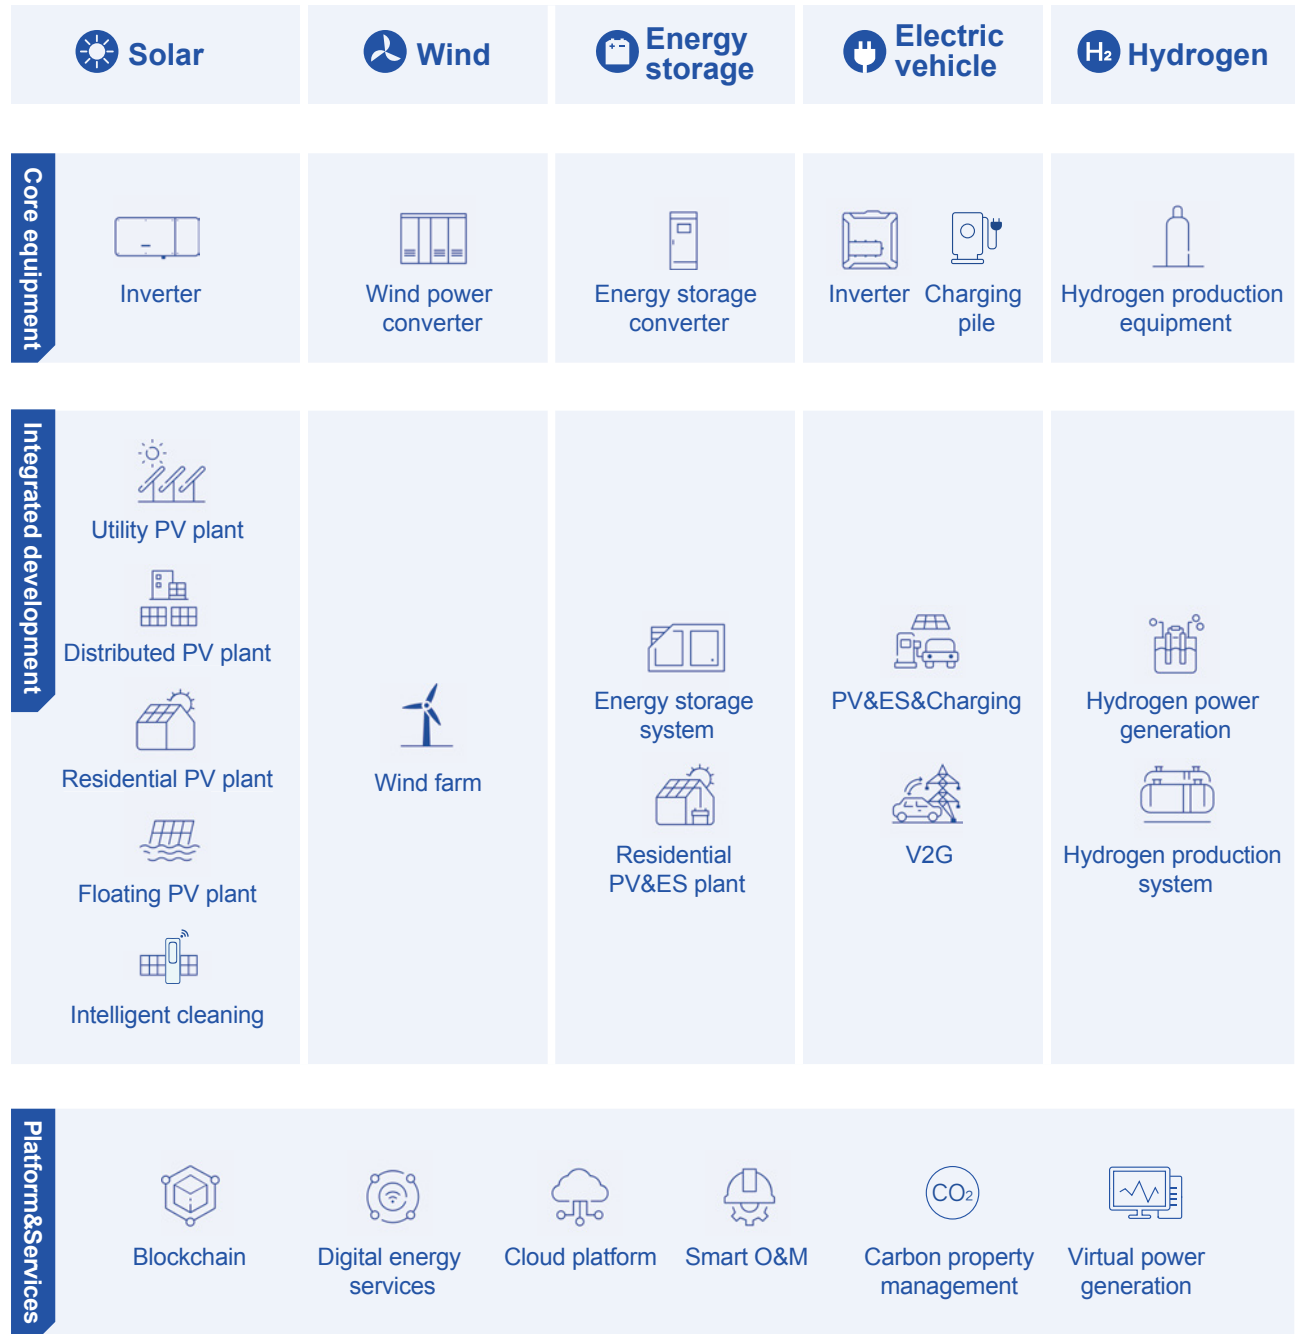 Solar
Wind
Energy
storage
Electric
vehicle
H₂ Hydrogen
Core equipment
Inverter
Wind power
converter
Energy storage
converter
Inverter
Charging
pile
Hydrogen production
equipment
Integrated development
Utility PV plant
Distributed PV plant
Residential PV plant
Floating PV plant
Intelligent cleaning
Wind farm
Energy storage
system
Residential
PV&ES plant
PV&ES&Charging
V2G
Hydrogen power
generation
Hydrogen production
system
Platform&Services
Blockchain
Digital energy
services
Cloud platform
Smart O&M
CO₂
Carbon property
management
Virtual power
generation